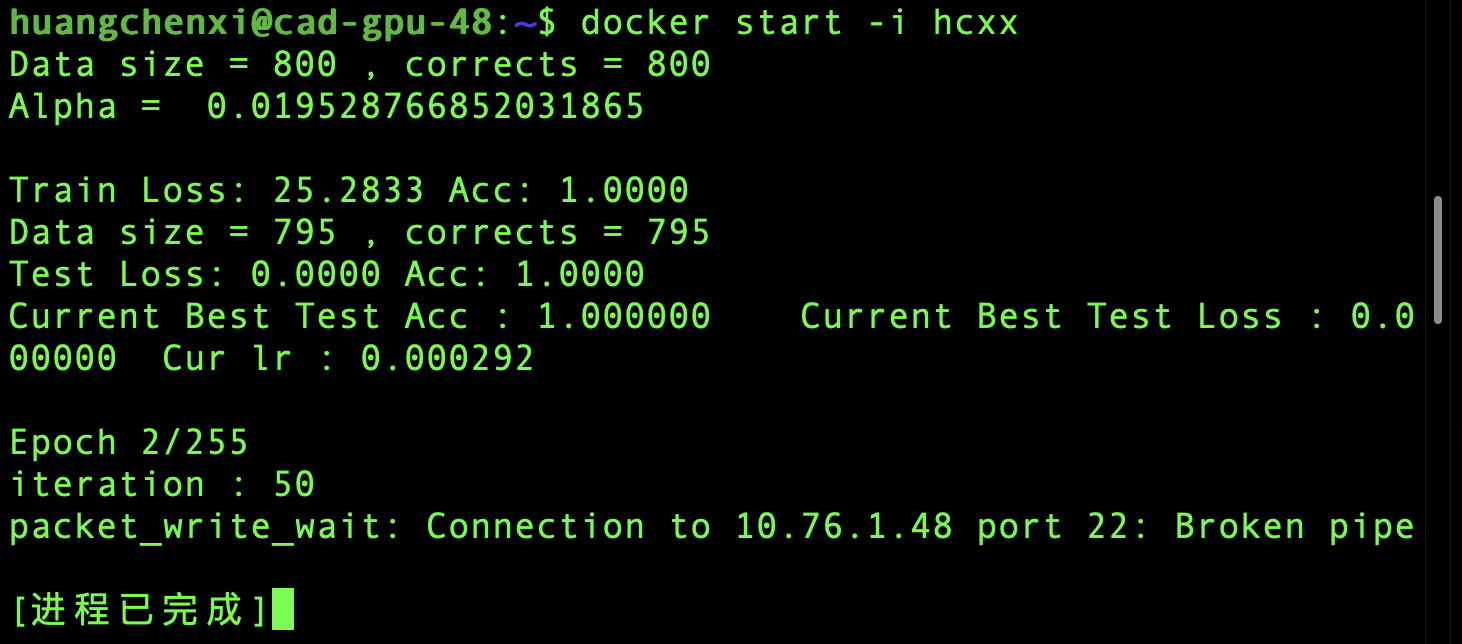 huangchenxi@cad-gpu-48:~$ docker start -i hcxx
Data size = 800 , corrects = 800
Alpha =  0.019528766852031865
Train Loss: 25.2833 Acc: 1.0000
Data size = 795 , corrects = 795
Test Loss: 0.0000 Acc: 1.0000
Current Best Test Acc : 1.000000    Current Best Test Loss : 0.0
00000  Cur lr : 0.000292
Epoch 2/255
iteration : 50
packet_write_wait: Connection to 10.76.1.48 port 22: Broken pipe
[进程已完成]